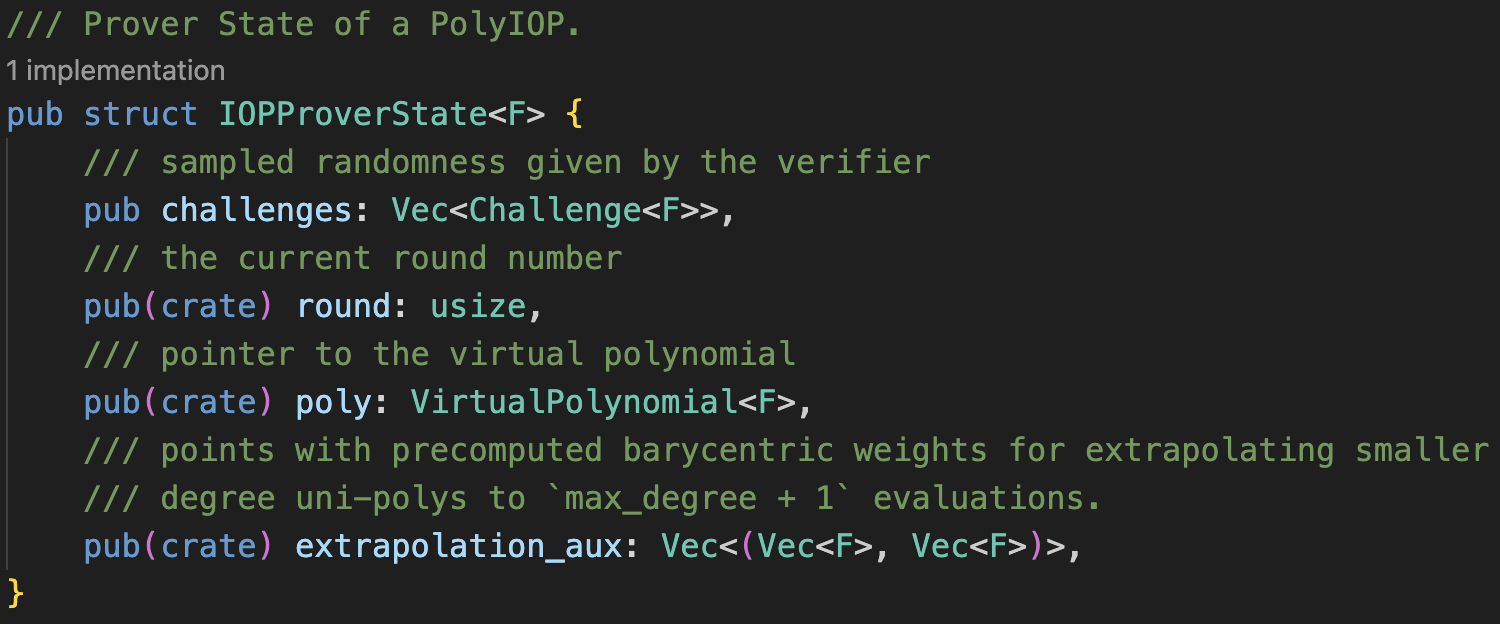 /// Prover State of a PolyIOP.
1 implementation
pub struct IOPProverState<F> {
    /// sampled randomness given by the verifier
    pub challenges: Vec<Challenge<F>>,
    /// the current round number
    pub(crate) round: usize,
    /// pointer to the virtual polynomial
    pub(crate) poly: VirtualPolynomial<F>,
    /// points with precomputed barycentric weights for extrapolating smaller
    /// degree uni-polys to `max_degree + 1` evaluations.
    pub(crate) extrapolation_aux: Vec<(Vec<F>, Vec<F>)>,
}